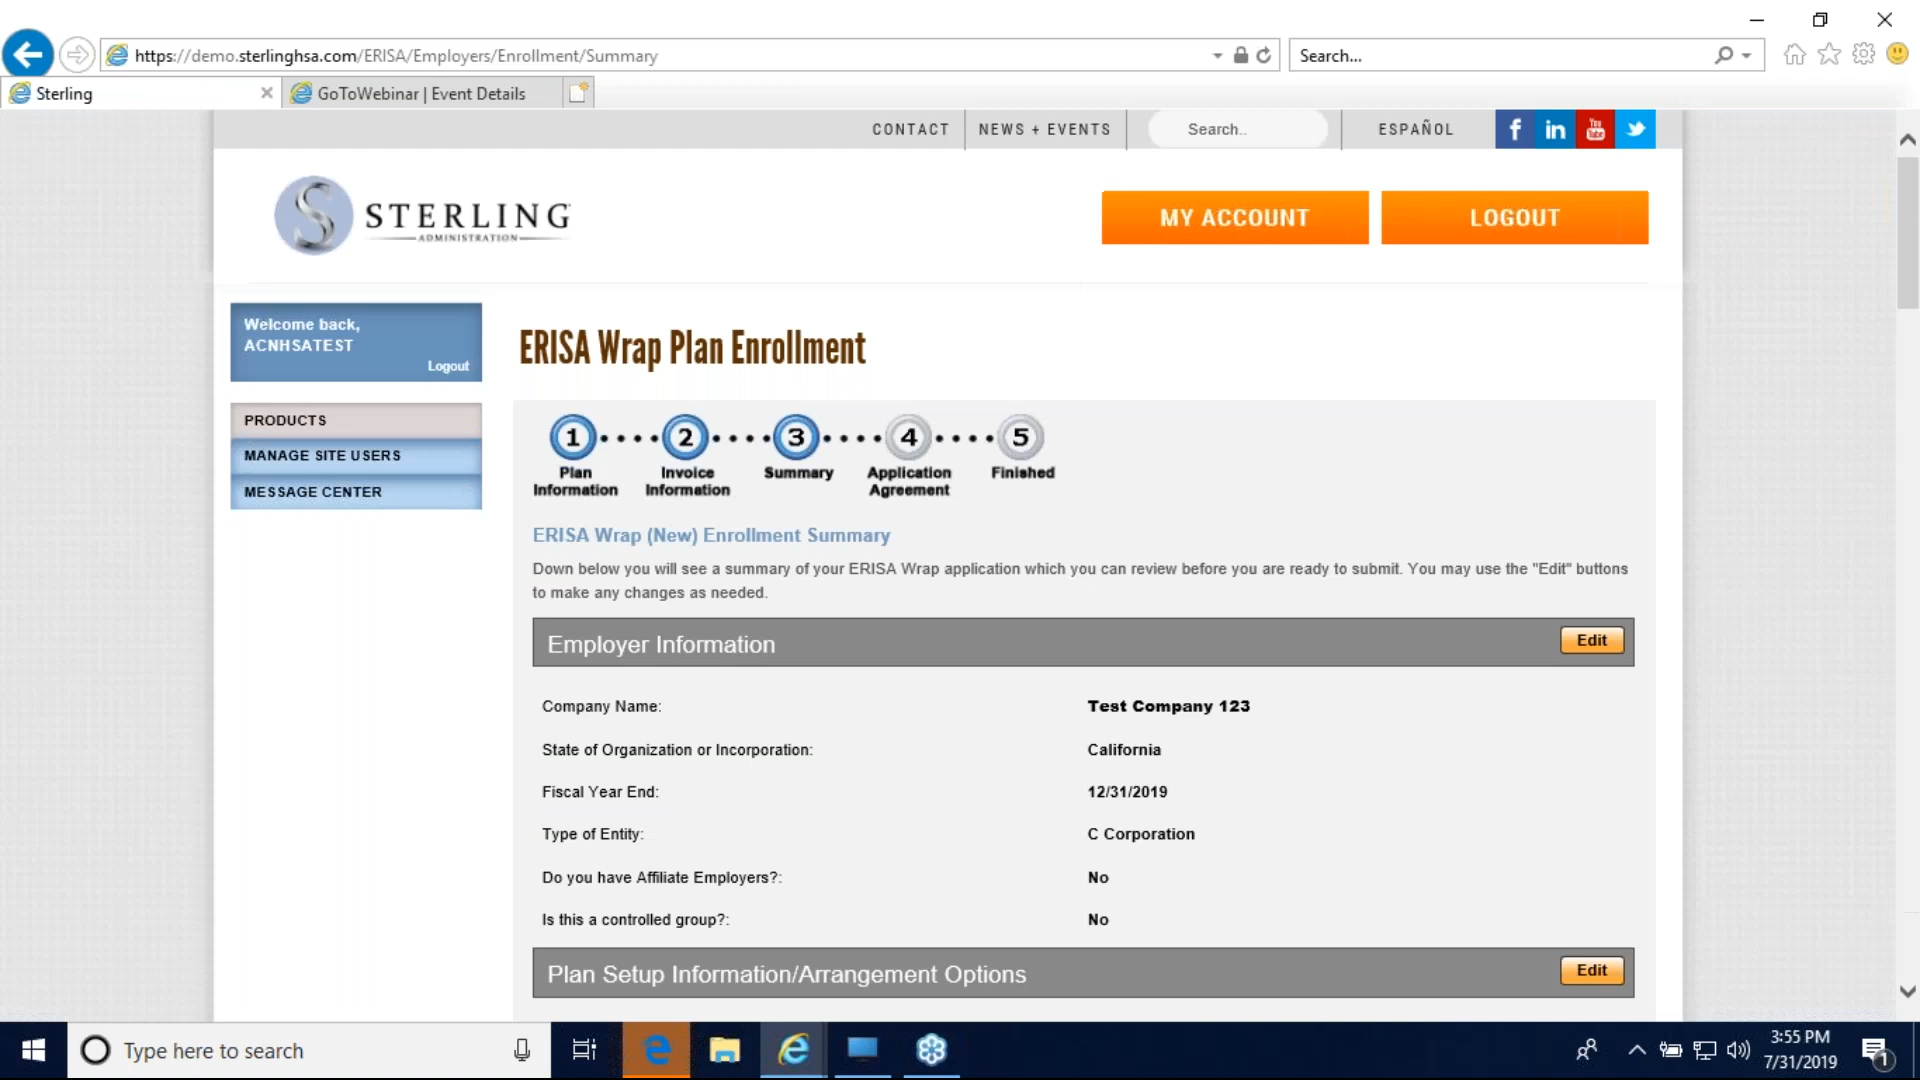 https://demo.sterlinghsa.com/ERISA/Employers/Enrollment/Summary
Search...
Sterling
GoToWebinar | Event Details
CONTACT
NEWS + EVENTS
Search..
ESPAÑOL
f
in
You
Tube
S
STERLING
ADMINISTRATION
MY ACCOUNT
LOGOUT
Welcome back,
ACNHSATEST
Logout
PRODUCTS
MANAGE SITE USERS
MESSAGE CENTER
ERISA Wrap Plan Enrollment
1 2 3 4 5
Plan Information
Invoice Information
Summary
Application Agreement
Finished
ERISA Wrap (New) Enrollment Summary
Down below you will see a summary of your ERISA Wrap application which you can review before you are ready to submit. You may use the "Edit" buttons
to make any changes as needed.
Employer Information
Edit
Company Name: Test Company 123
State of Organization or Incorporation: California
Fiscal Year End: 12/31/2019
Type of Entity: C Corporation
Do you have Affiliate Employers?: No
Is this a controlled group?: No
Plan Setup Information/Arrangement Options
Edit
Type here to search
3:55 PM
7/31/2019
1